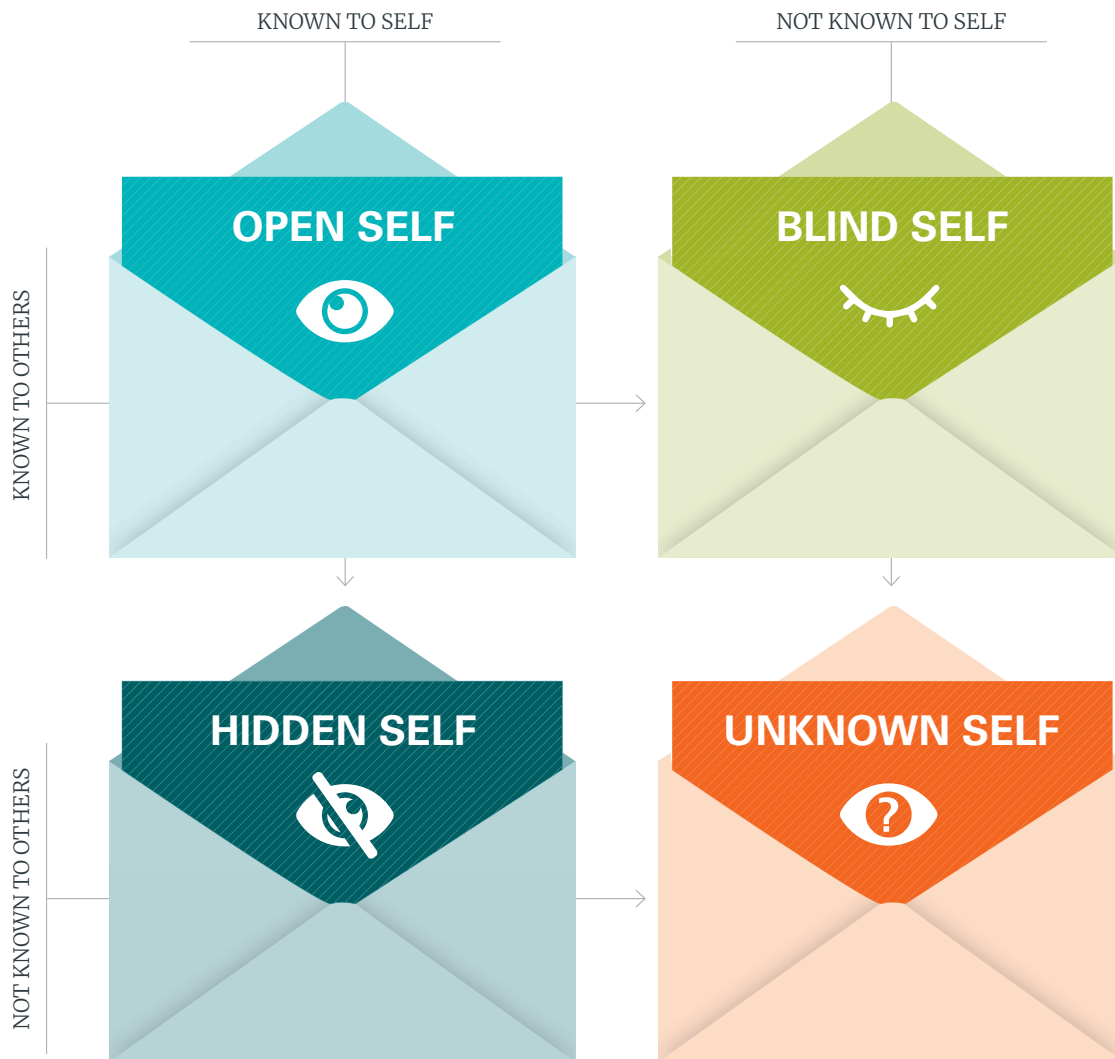 KNOWN TO SELF
NOT KNOWN TO SELF
KNOWN TO OTHERS
OPEN SELF
BLIND SELF
NOT KNOWN TO OTHERS
HIDDEN SELF
UNKNOWN SELF
?